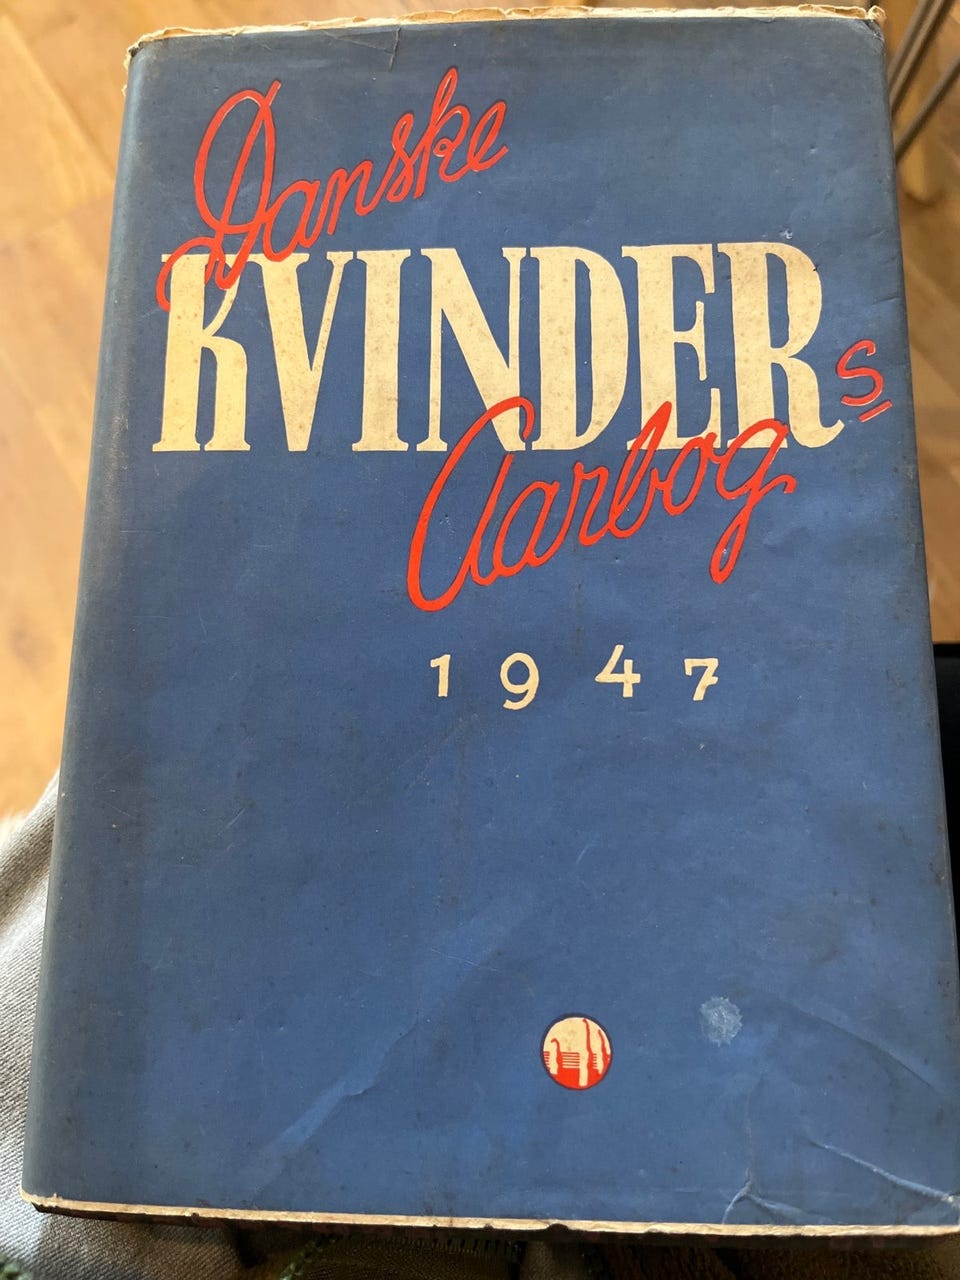 Danske
KVINDERs
Aarbog
1947